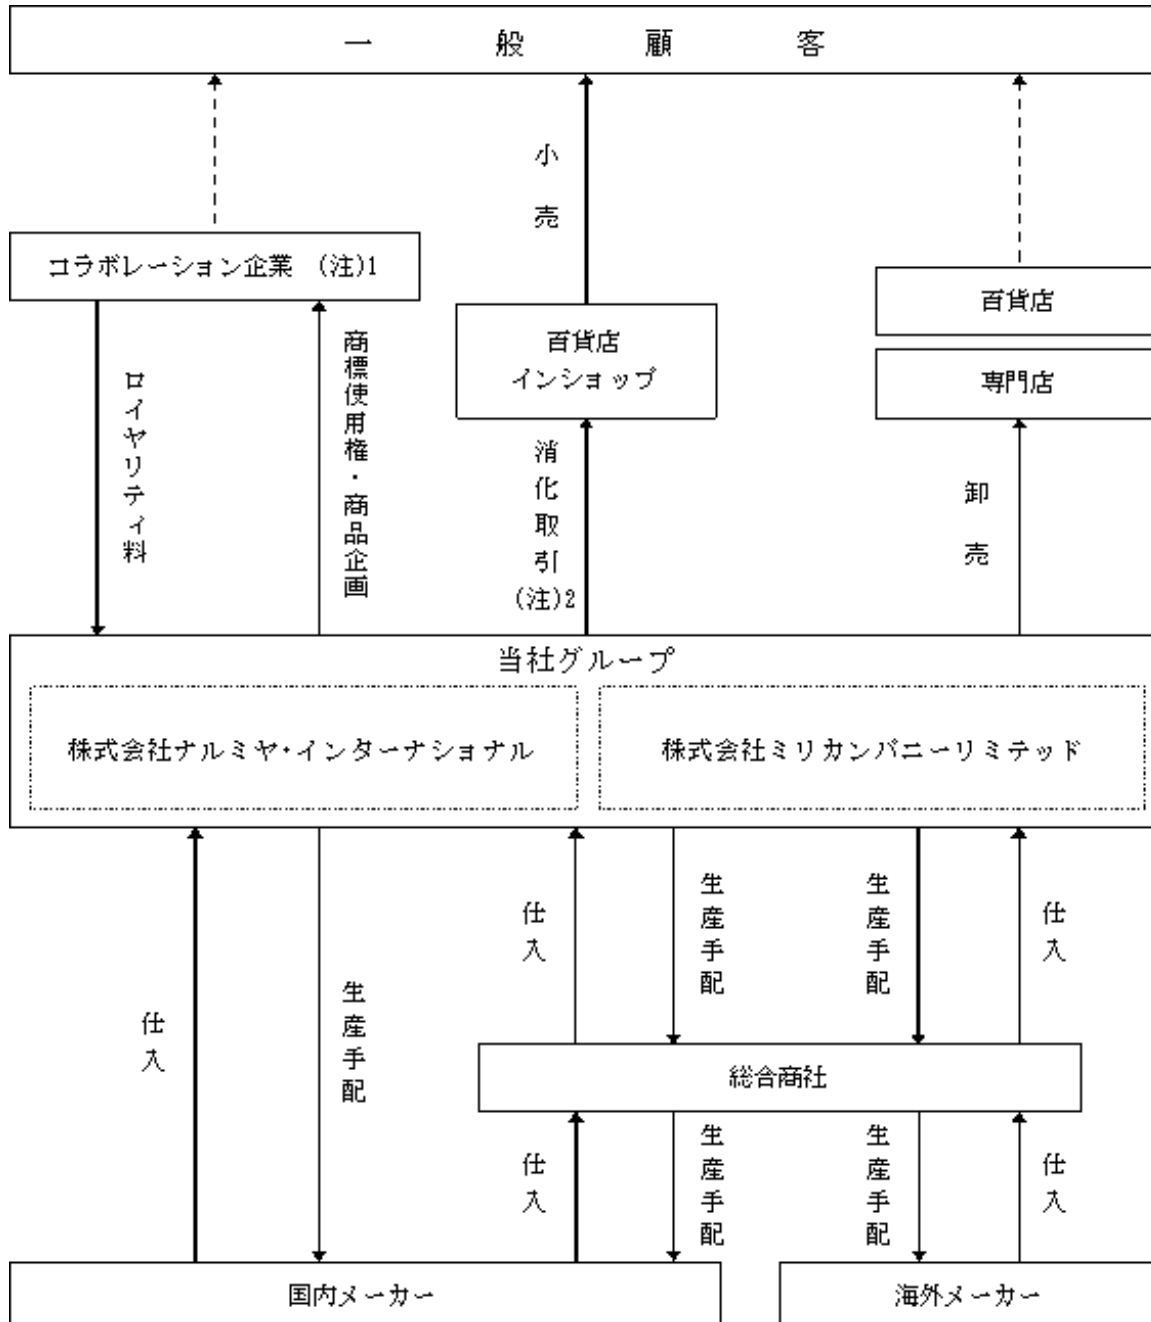 一般顧客
小売
コラボレーション企業　(注)1
百貨店
インショップ
百貨店
専門店
ロイヤリティ料
商標使用権・商品企画
消化取引
(注)2
卸売
当社グループ
株式会社ナルミヤ・インターナショナル
株式会社ミリカンパニーリミテッド
仕入
生産手配
仕入
生産手配
生産手配
仕入
総合商社
仕入
生産手配
生産手配
仕入
国内メーカー
海外メーカー